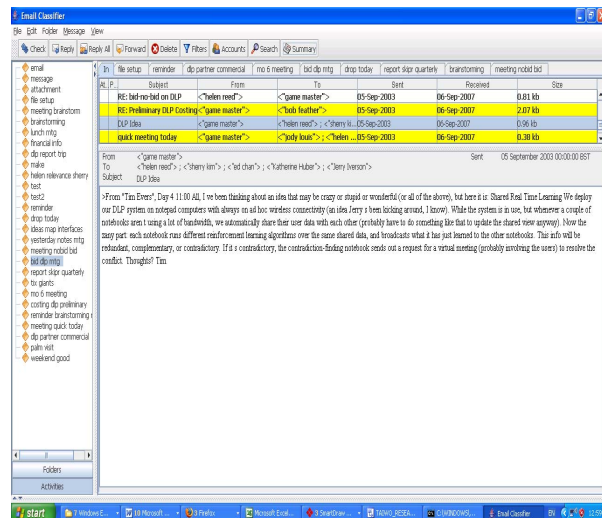 Email Classifier
File Edit Folder Message View
Check Reply Reply All Forward Delete Filters Accounts Search Summary
email
message
attachment
file setup
meeting brainstorm
brainstorming
lunch mtg
financial info
dlp report trip
make
helen relevance sherry
test
test2
reminder
drop today
ideas map interfaces
yesterday notes mtg
meeting nobid bid
bid dlp mtg
report skipr quarterly
tix giants
mo 6 meeting
costing dlp preliminary
reminder brainstorming
meeting quick today
dlp partner commercial
palm visit
weekend good
Folders
Activities
In file setup reminder dlp partner commercial mo 6 meeting bid dlp mtg drop today report skipr quarterly brainstorming meeting nobid bid
At.. P... Subject From To Sent Received Size
RE: bid-no-bid on DLP <"helen reed"> <"game master"> 05-Sep-2003 06-Sep-2007 0.81 kb
RE: Preliminary DLP Costing <"game master"> <"bob feather"> 05-Sep-2003 06-Sep-2007 2.07 kb
DLP Idea <"game master"> <"helen reed"> ; <"sherry ki... 05-Sep-2003 06-Sep-2007 0.96 kb
quick meeting today <"game master"> <"jody louis"> ; <"helen ... 05-Sep-2003 06-Sep-2007 0.38 kb
From <"game master"> Sent 05 September 2003 00:00:00 BST
To <"helen reed"> ; <"sherry kim"> ; <"ed chan"> ; <"Katherine Huber"> ; <"Jerry Iverson">
Subject DLP Idea
>From "Tim Evers", Day 4 11:00 All, I ve been thinking about an idea that may be crazy or stupid or wonderful (or all of the above), but here it is: Shared Real Time Learning We deploy
our DLP system on notepad computers with always on ad hoc wireless connectivity (an idea Jerry s been kicking around, I know). While the system is in use, but whenever a couple of
notebooks aren t using a lot of bandwidth, we automatically share their user data with each other (probably have to do something like that to update the shared view anyway). Now the
zany part: each notebook runs different reinforcement learning algorithms over the same shared data, and broadcasts what it has just learned to the other notebooks. This info will be
redundant, complementary, or contradictory. If it s contradictory, the contradiction-finding notebook sends out a request for a virtual meeting (probably involving the users) to resolve the
conflict. Thoughts? Tim
start 7 Windows E... 10 Microsoft ... 3 Firefox Microsoft Excel... 3 SmartDraw ... TAIWO_RESEA... C:\WINDOWS\... Email Classifier EN 12:59